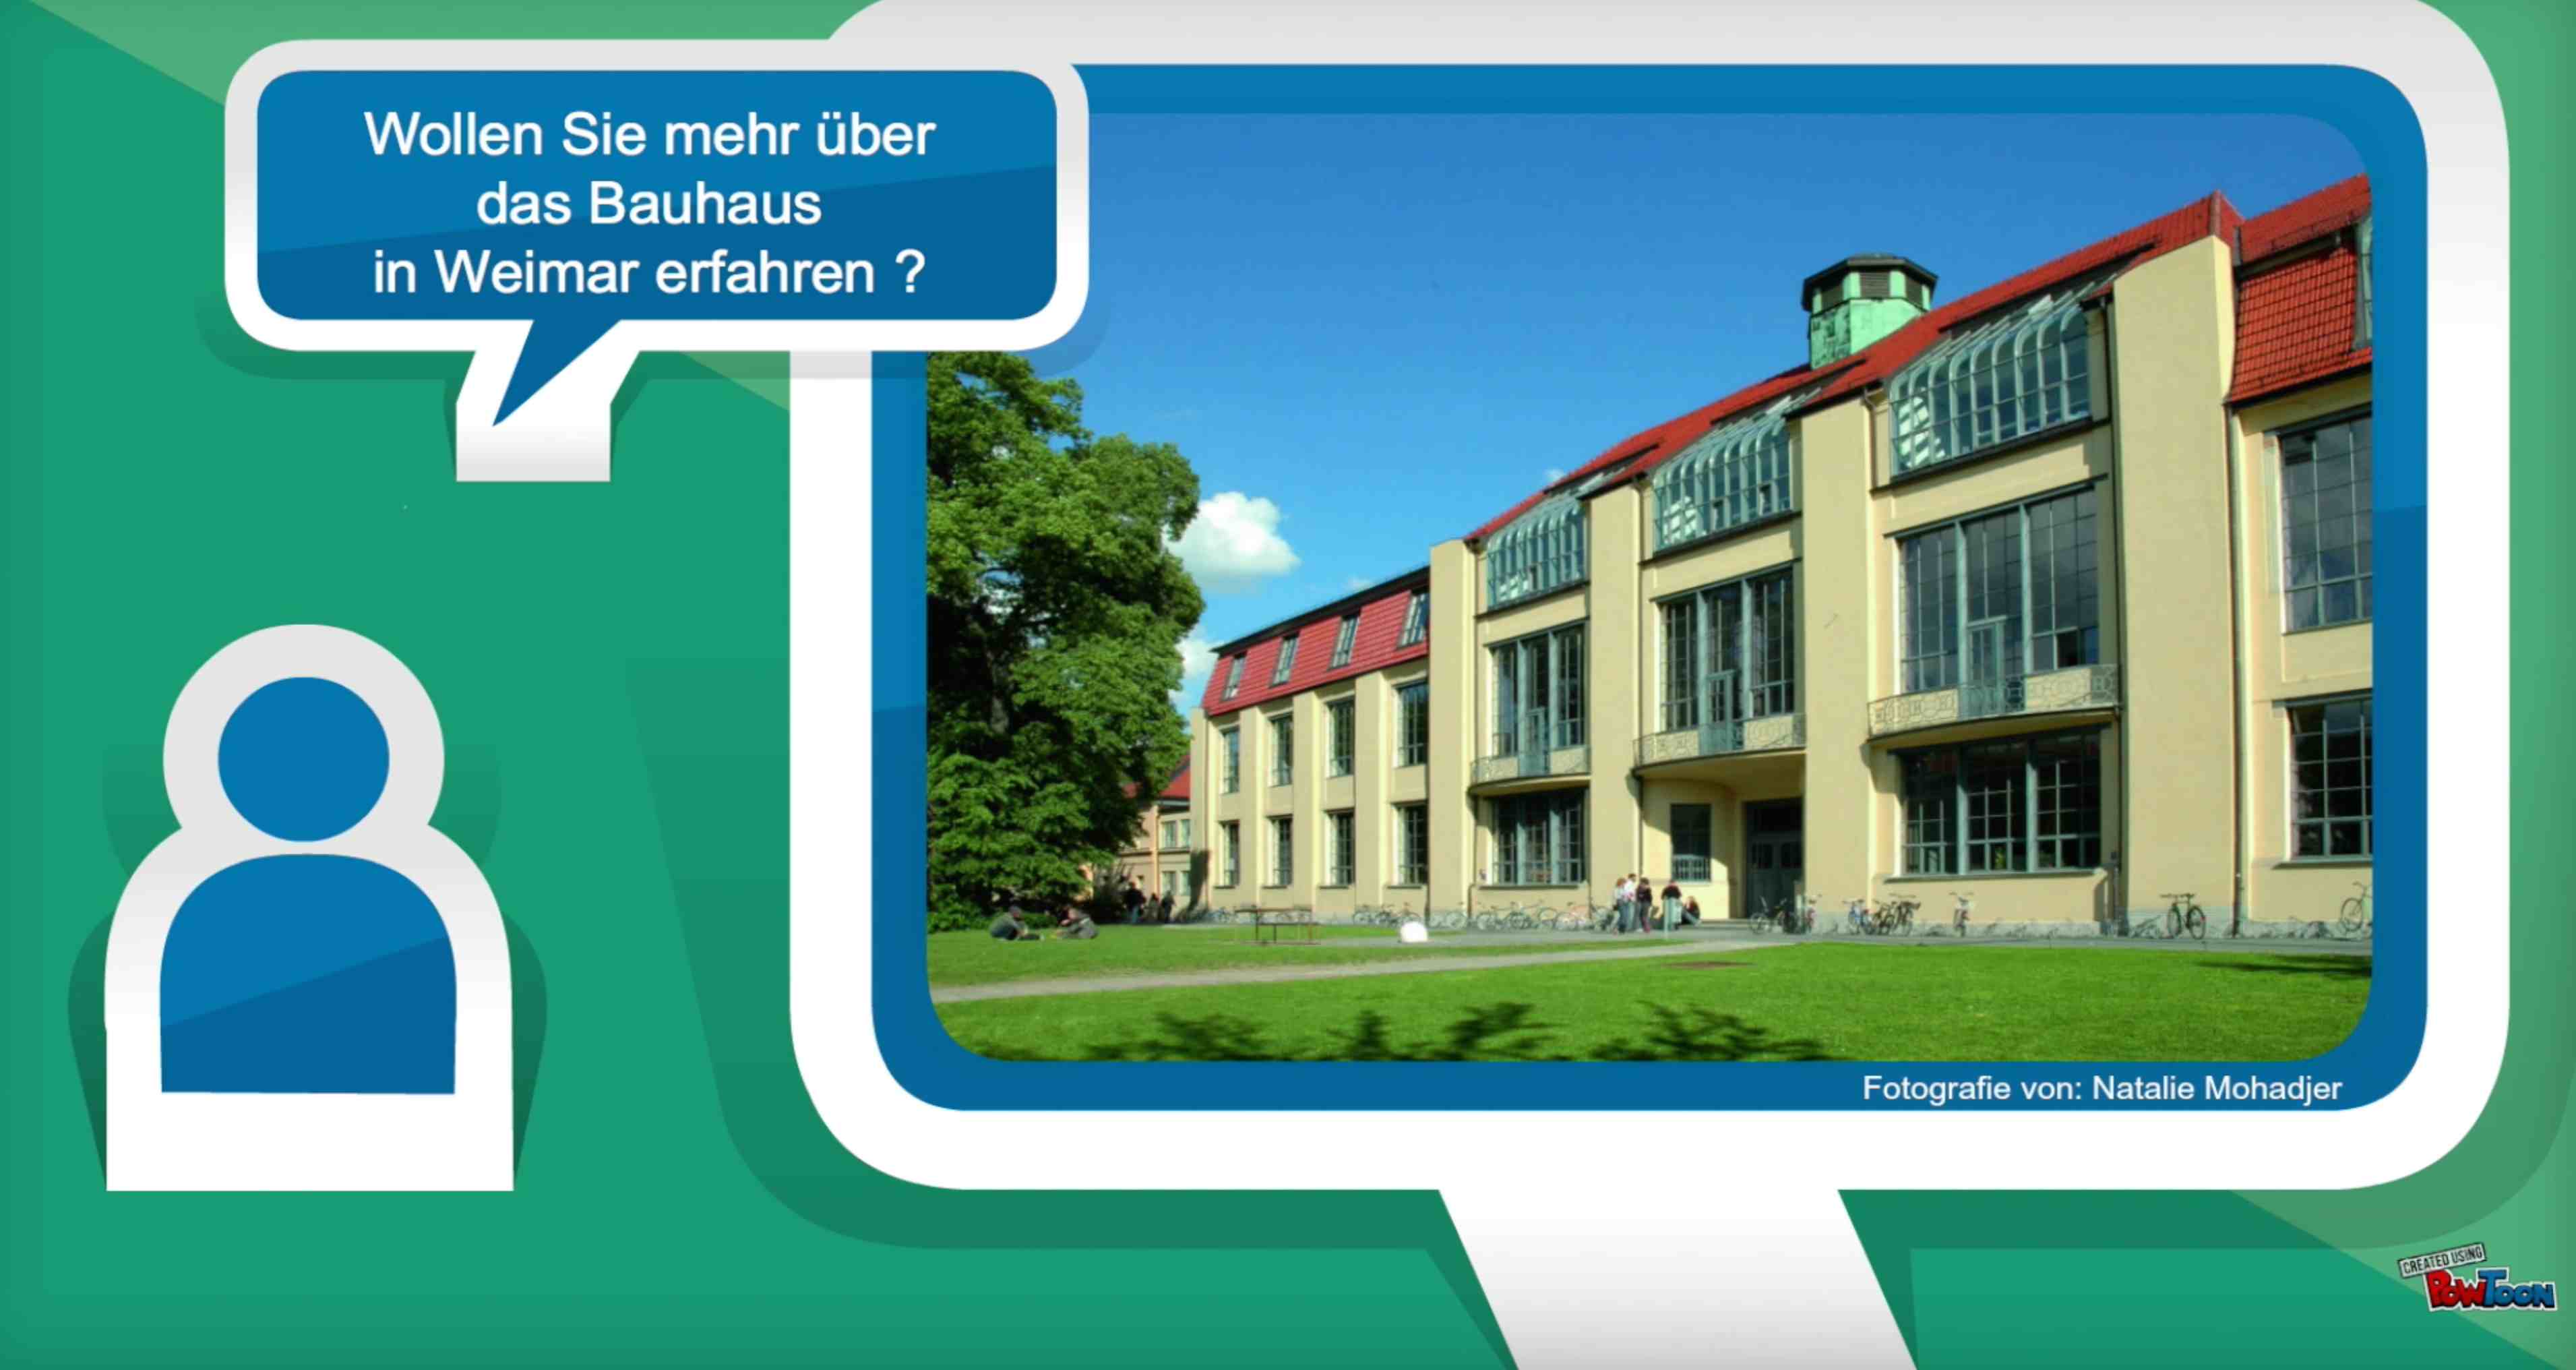 Wollen Sie mehr über
das Bauhaus
in Weimar erfahren ?
Fotografie von: Natalie Mohadjer
CREATED USING
POWTOON